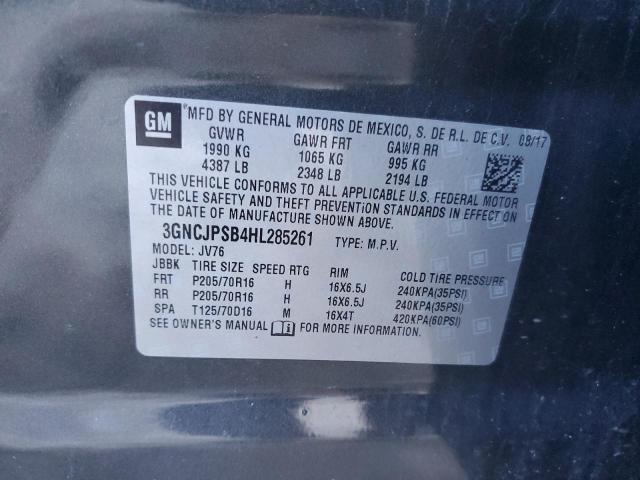 GM
MFD BY GENERAL MOTORS DE MEXICO, S. DE R.L. DE C.V. 08/17
GVWR GAWR FRT GAWR RR
1990 KG 1065 KG 995 KG
4387 LB 2348 LB 2194 LB
THIS VEHICLE CONFORMS TO ALL APPLICABLE U.S. FEDERAL MOTOR
VEHICLE SAFETY AND THEFT PREVENTION STANDARDS IN EFFECT ON
THE DATE OF MANUFACTURE SHOWN ABOVE.
3GNCJPSB4HL285261 TYPE: M.P.V.
MODEL: JV76
JBBK TIRE SIZE SPEED RTG RIM COLD TIRE PRESSURE
FRT P205/70R16 H 16X6.5J 240KPA(35PSI)
RR P205/70R16 H 16X6.5J 240KPA(35PSI)
SPA T125/70D16 M 16X4T 420KPA(60PSI)
SEE OWNER'S MANUAL FOR MORE INFORMATION.